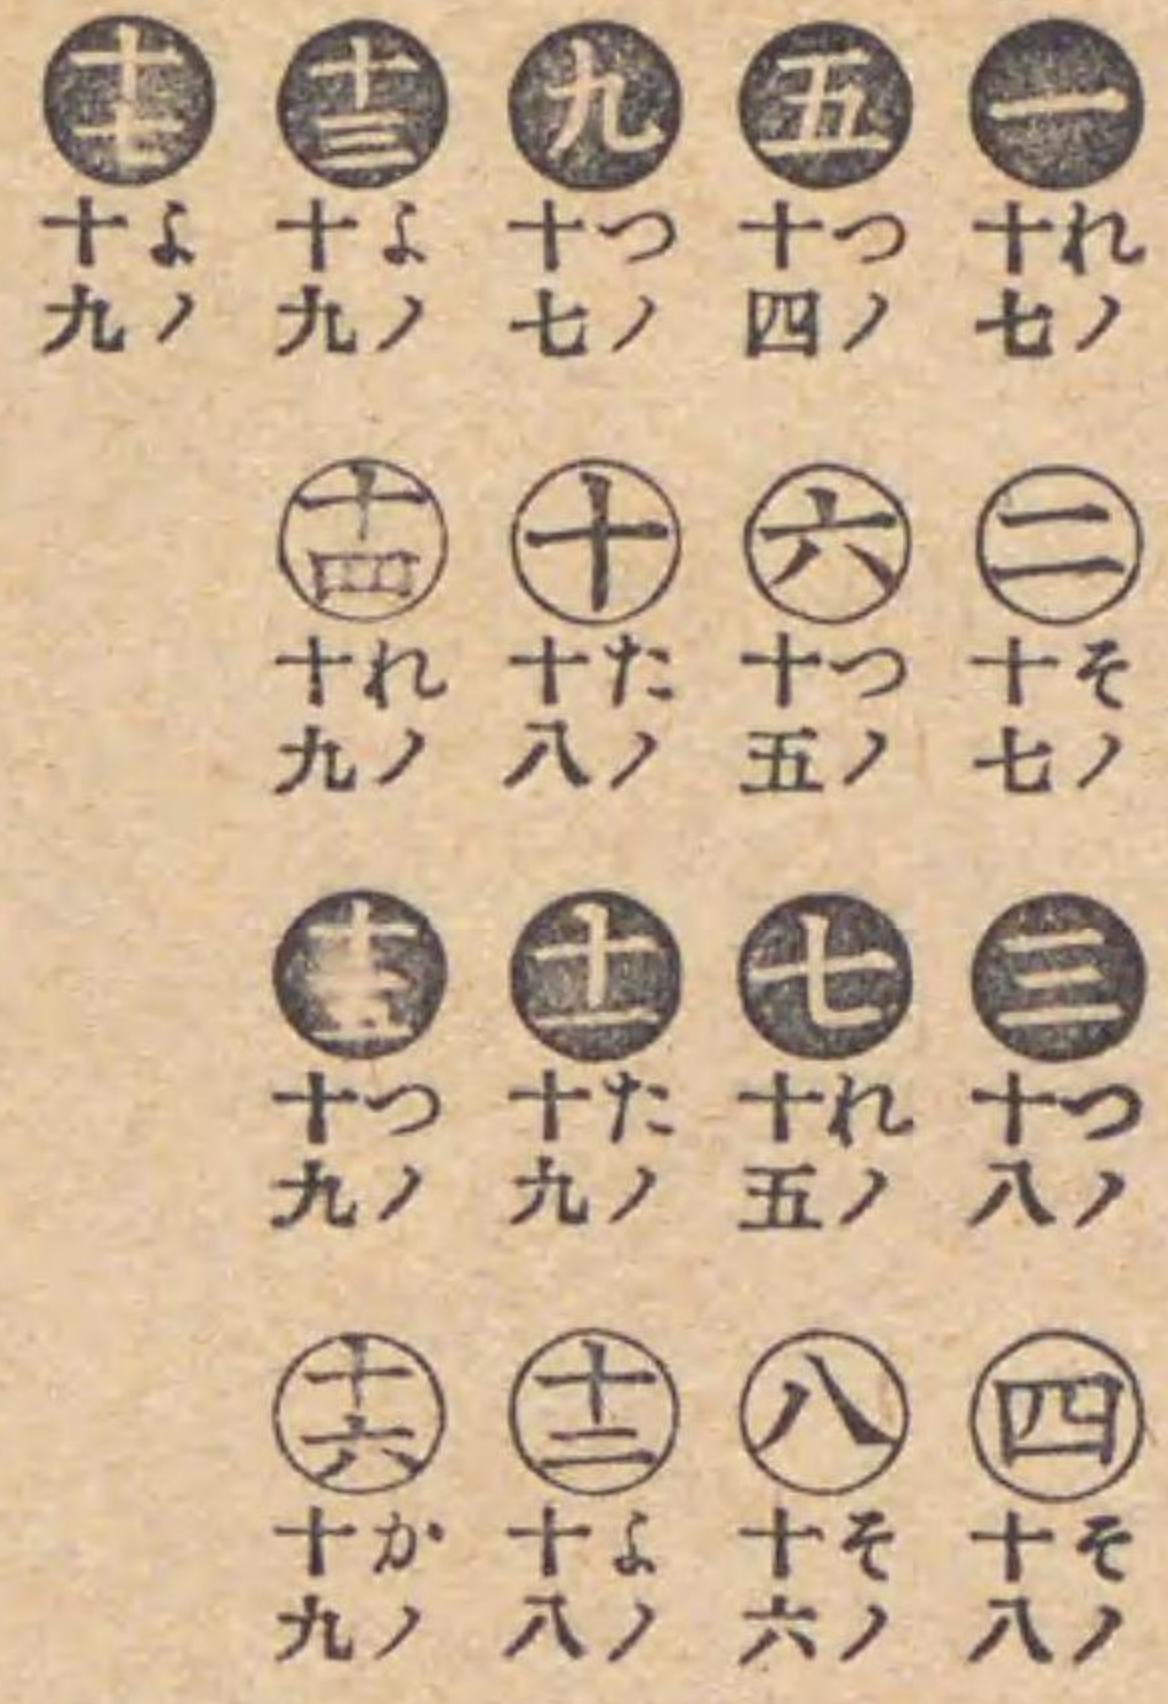 一 れノ十七
二 そノ十七
三 つノ十八
四 そノ十八
五 つノ十四
六 つノ十五
七 れノ十五
八 そノ十六
九 つノ十七
十 たノ十八
十一 たノ十九
十二 よノ十八
十三 よノ十九
十四 れノ十九
十五 つノ十九
十六 かノ十九
十七 よノ十九